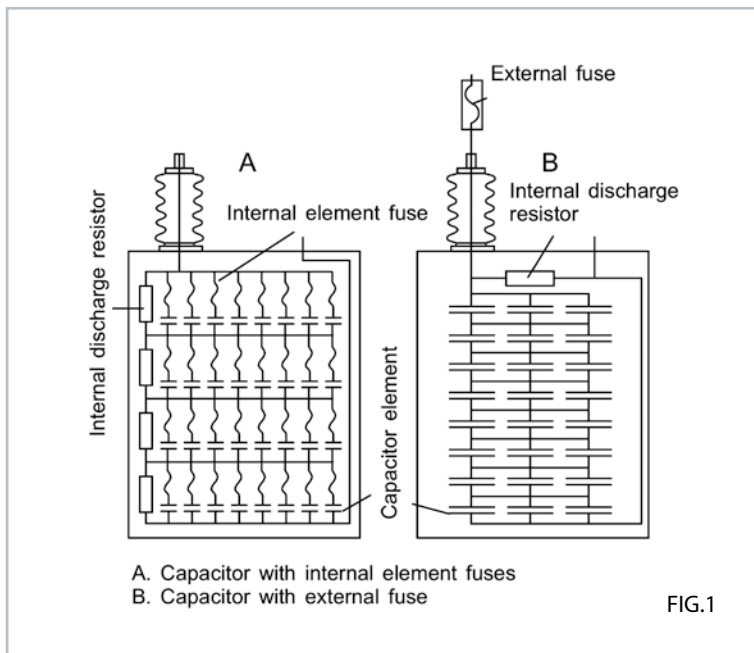 External fuse
A
B
Internal discharge
resistor
Internal element fuse
Internal discharge resistor
Capacitor element
A. Capacitor with internal element fuses
B. Capacitor with external fuse
FIG.1